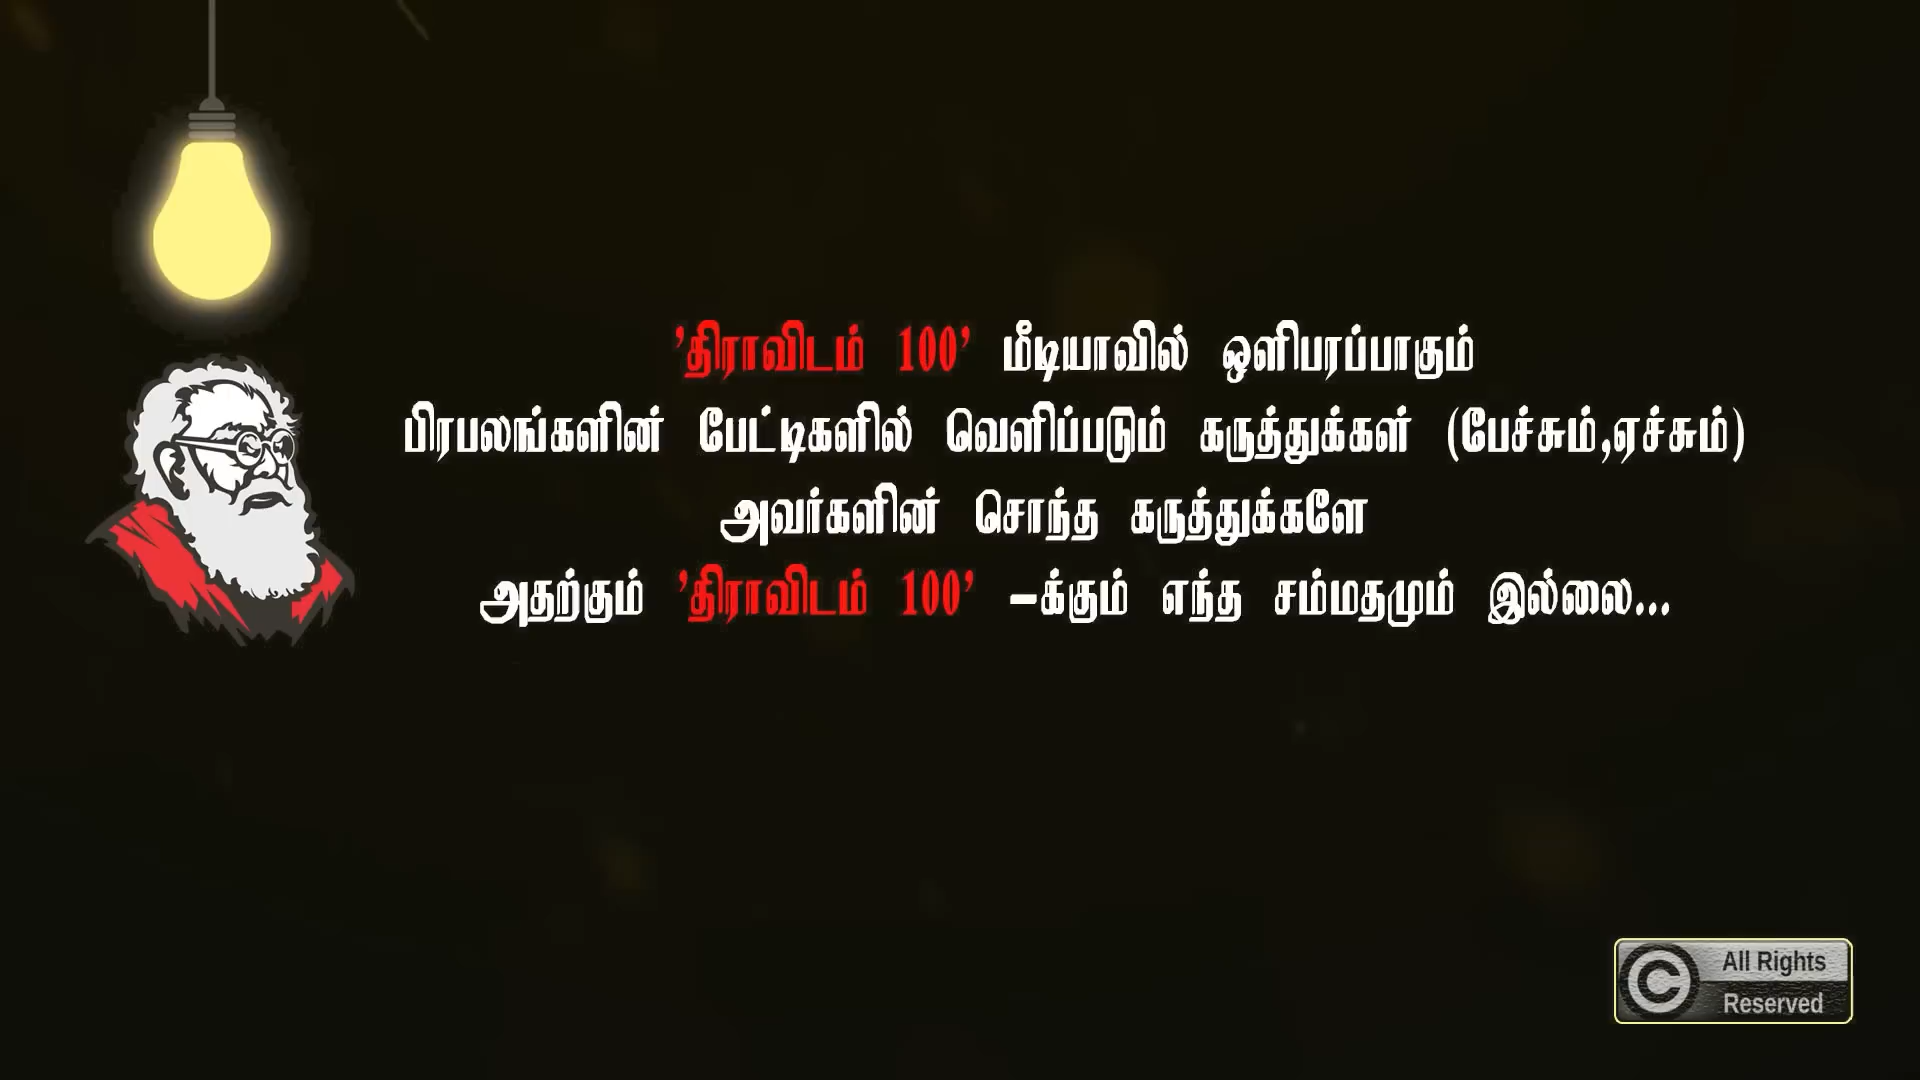 'திராவிடம் 100' மீடியாவில் ஒளிபரப்பாகும்
பிரபலங்களின் பேட்டிகளில் வெளிப்படும் கருத்துக்கள் (பேச்சும்,ஏச்சும்)
அவர்களின் சொந்த கருத்துக்களே
அதற்கும் 'திராவிடம் 100' -க்கும் எந்த சம்மதமும் இல்லை...
All Rights
Reserved